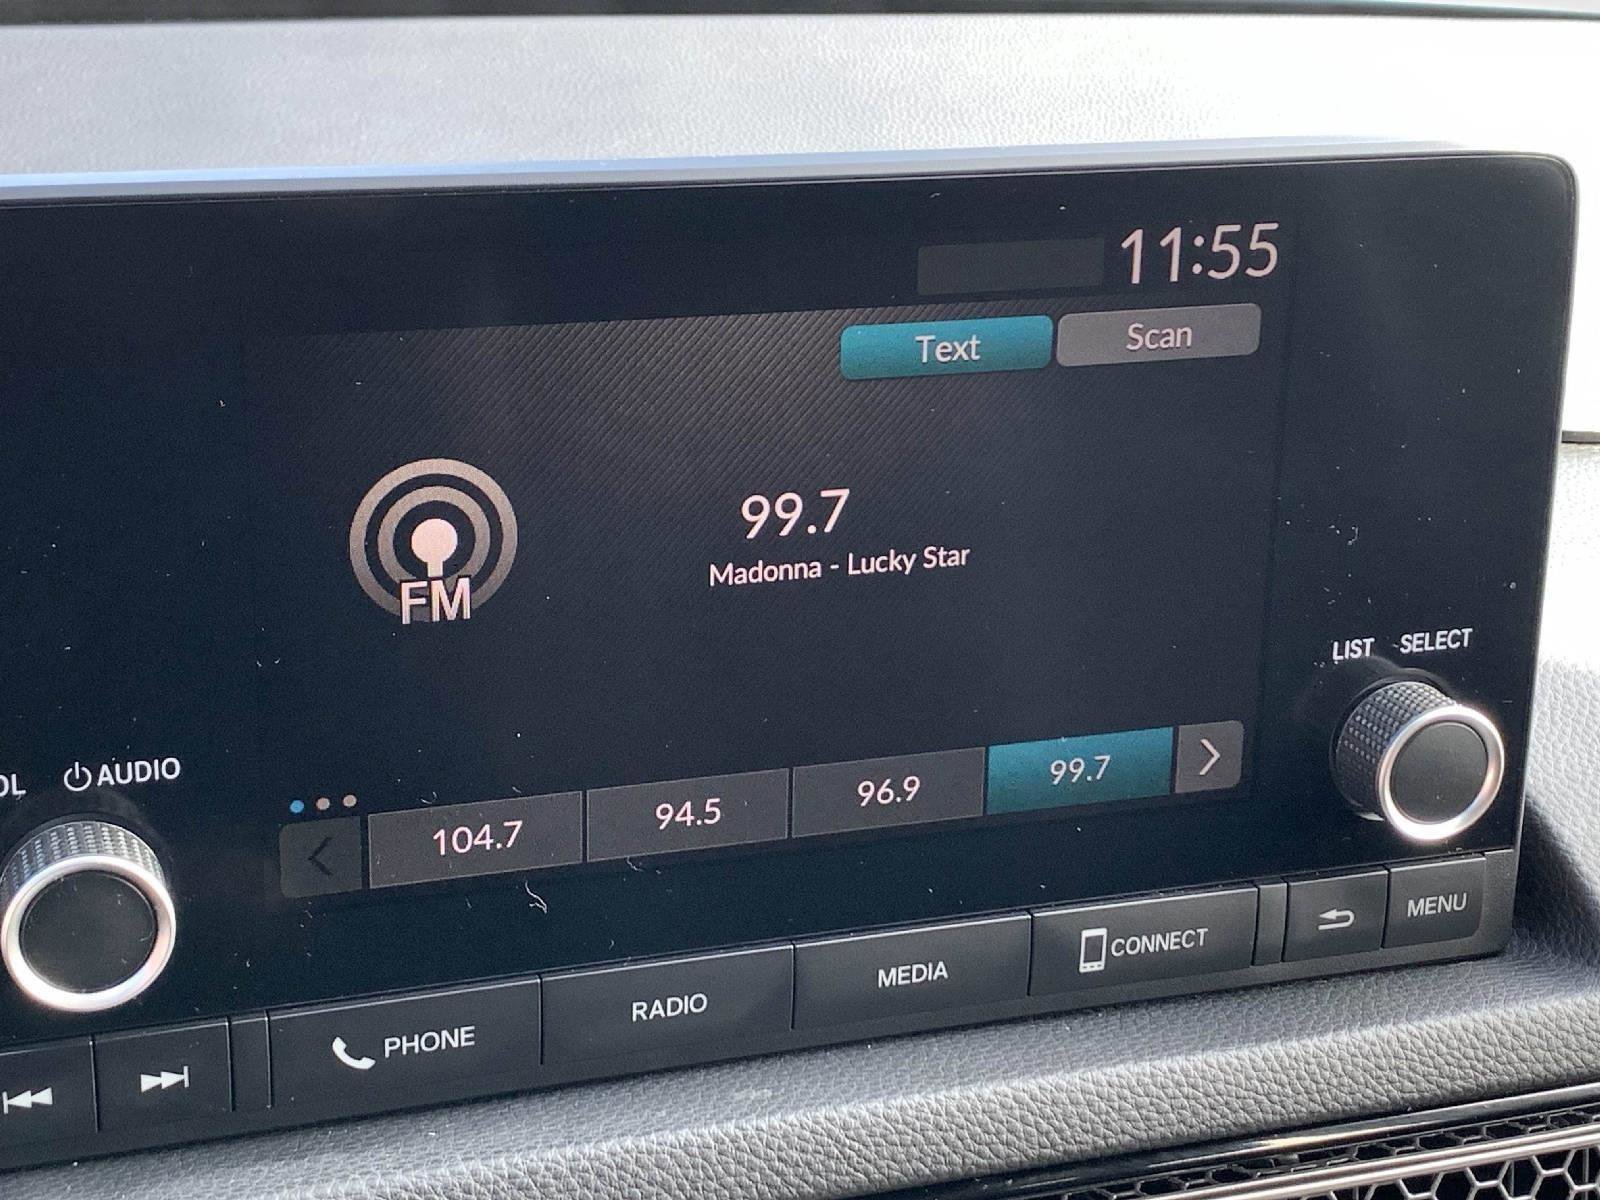 11:55
Text Scan
99.7
Madonna - Lucky Star
FM
LIST SELECT
OL AUDIO
104.7 94.5 96.9 99.7
PHONE RADIO MEDIA CONNECT MENU